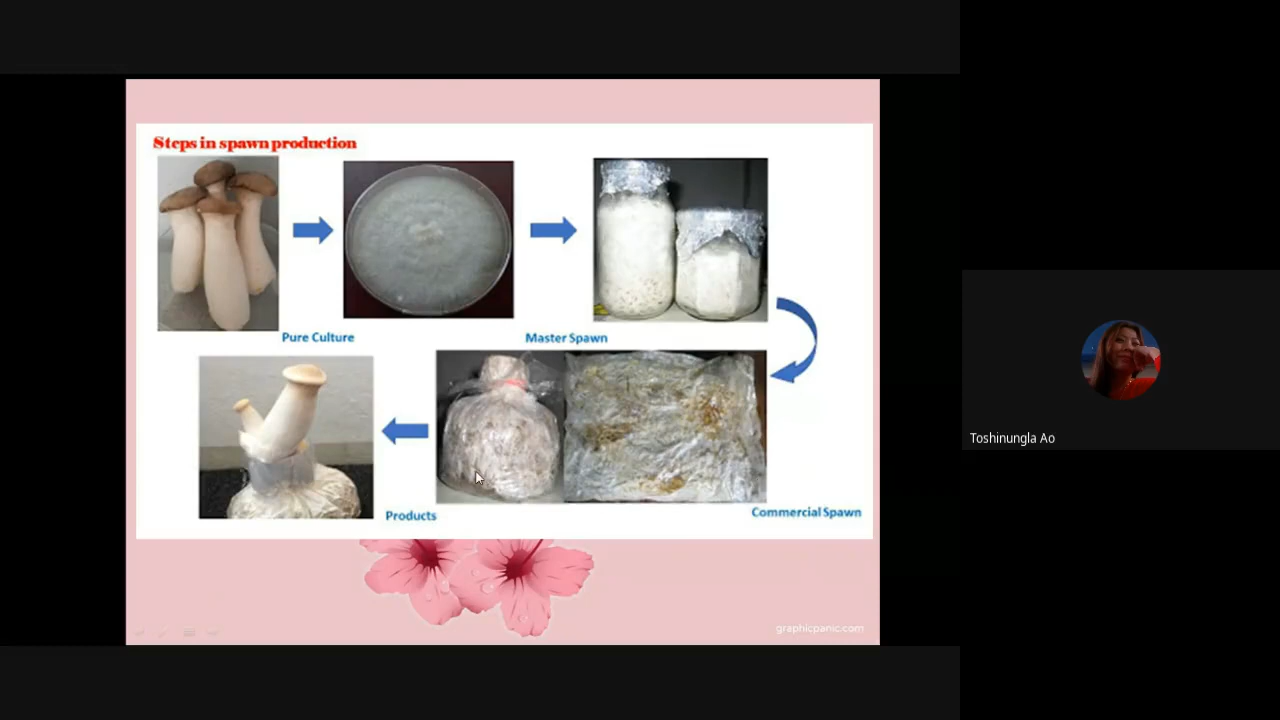 Steps in spawn production
Pure Culture
Master Spawn
Commercial Spawn
Products
graphicpanic.com
Toshinungla Ao